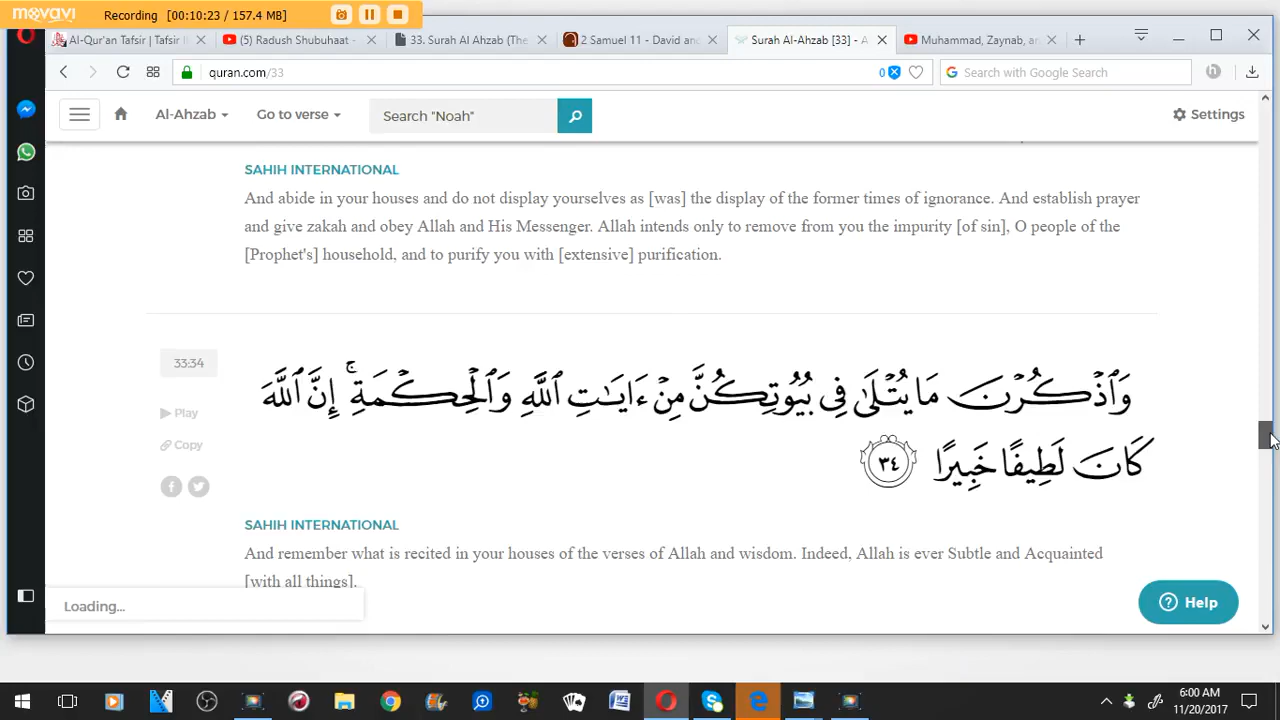 movavi
Recording [00:10:23 / 157.4 MB]
Al-Qur'an Tafsir | Tafsir
(5) Radush Shubuhaat -
33. Surah Al Ahzab (The
2 Samuel 11 - David and
Surah Al-Ahzab [33] - A
Muhammad, Zaynab, an
quran.com/33
0
Search with Google Search
Al-Ahzab
Go to verse
Search "Noah"
Settings
SAHIH INTERNATIONAL
And abide in your houses and do not display yourselves as [was] the display of the former times of ignorance. And establish prayer
and give zakah and obey Allah and His Messenger. Allah intends only to remove from you the impurity [of sin], O people of the
[Prophet's] household, and to purify you with [extensive] purification.
33:34
وَٱذْكُرْنَ مَا يُتْلَىٰ فِى بُيُوتِكُنَّ مِنْ ءَايَـٰتِ ٱللَّهِ وَٱلْحِكْمَةِ ۚ إِنَّ ٱللَّهَ
كَانَ لَطِيفًا خَبِيرًا ٣٤
Play
Copy
SAHIH INTERNATIONAL
And remember what is recited in your houses of the verses of Allah and wisdom. Indeed, Allah is ever Subtle and Acquainted
[with all things].
Loading...
Help
6:00 AM
11/20/2017